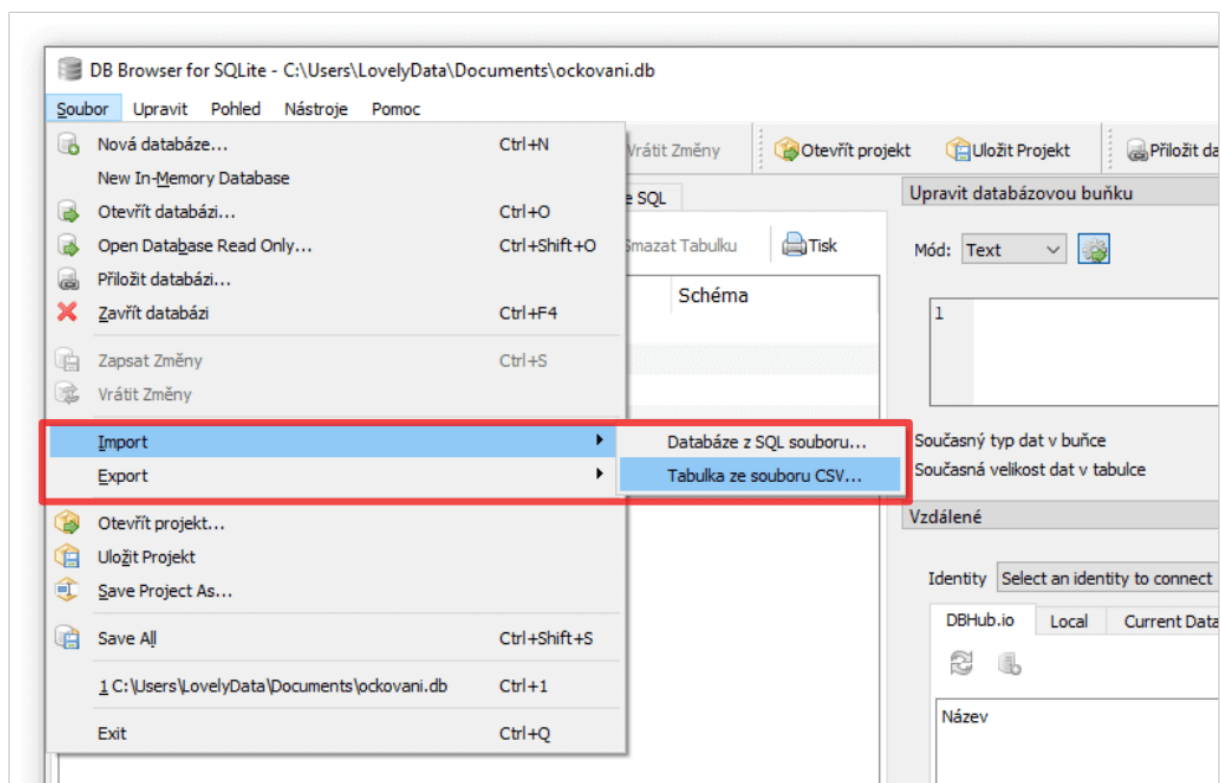 DB Browser for SQLite - C:\Users\LovelyData\Documents\ockovani.db
Soubor Upravit Pohled Nástroje Pomoc
Nová databáze... Ctrl+N
New In-Memory Database
Otevřít databázi... Ctrl+O
Open Database Read Only... Ctrl+Shift+O
Přiložit databázi...
Zavřít databázi Ctrl+F4
Zapsat Změny Ctrl+S
Vrátit Změny
Import
Export
Databáze z SQL souboru...
Tabulka ze souboru CSV...
Otevřít projekt...
Uložit Projekt
Save Project As...
Save All Ctrl+Shift+S
1 C:\Users\LovelyData\Documents\ockovani.db Ctrl+1
Exit Ctrl+Q
Vrátit Změny Otevřít projekt Uložit Projekt Přiložit da
e SQL
Smazat Tabulku Tisk
Schéma
Upravit databázovou buňku
Mód: Text
1
Současný typ dat v buňce
Současná velikost dat v tabulce
Vzdálené
Identity Select an identity to connect
DBHub.io Local Current Data
Název